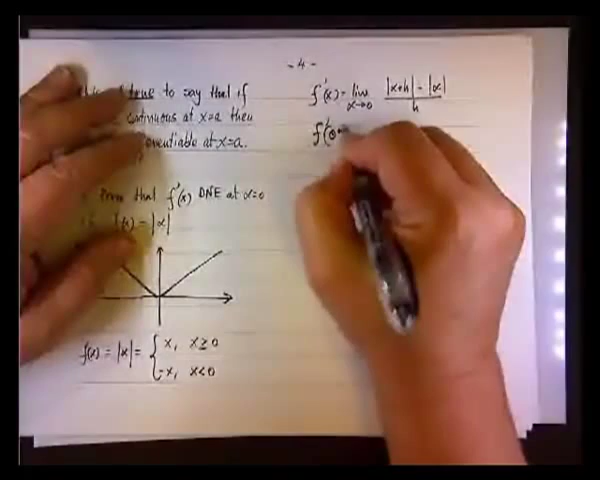 - 4 -
true to say that if
continuous at x=a then
at x=a.
Prove that f'(x) DNE at x=0
f(x) = |x|
f(x) = |x| = { x, x ≥ 0
-x, x < 0
f'(x) = lim x→0 |x+h| - |x| / h
f'(0